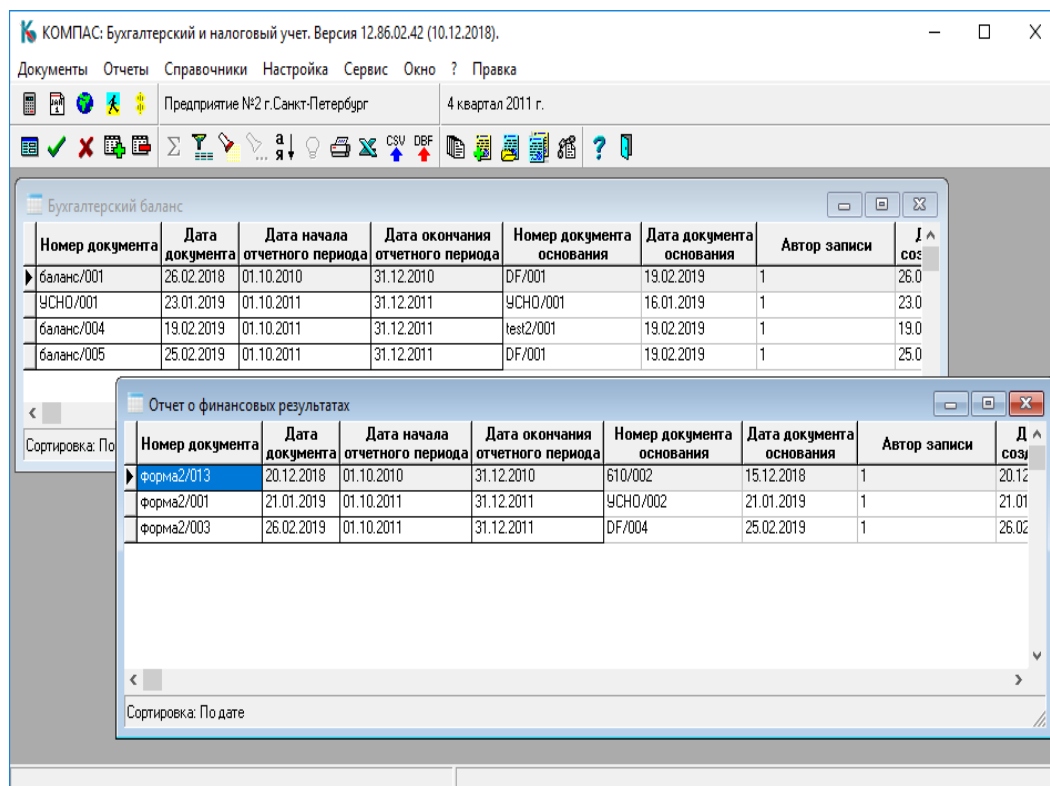 КОМПАС: Бухгалтерский и налоговый учет. Версия 12.86.02.42 (10.12.2018).
Документы Отчеты Справочники Настройка Сервис Окно ? Правка
Предприятие №2 г.Санкт-Петербург 4 квартал 2011 г.
CSV DBF
Бухгалтерский баланс
Номер документа Дата документа Дата начала отчетного периода Дата окончания отчетного периода Номер документа основания Дата документа основания Автор записи
баланс/001 26.02.2018 01.10.2010 31.12.2010 DF/001 19.02.2019 1 26.0
УСНО/001 23.01.2019 01.10.2011 31.12.2011 УСНО/001 16.01.2019 1 23.0
баланс/004 19.02.2019 01.10.2011 31.12.2011 test2/001 19.02.2019 1 19.0
баланс/005 25.02.2019 01.10.2011 31.12.2011 DF/001 19.02.2019 1 25.0
Сортировка: По
Отчет о финансовых результатах
Номер документа Дата документа Дата начала отчетного периода Дата окончания отчетного периода Номер документа основания Дата документа основания Автор записи Д созд
форма2/013 20.12.2018 01.10.2010 31.12.2010 610/002 15.12.2018 1 20.12
форма2/001 21.01.2019 01.10.2011 31.12.2011 УСНО/002 21.01.2019 1 21.01
форма2/003 26.02.2019 01.10.2011 31.12.2011 DF/004 25.02.2019 1 26.02
Сортировка: По дате